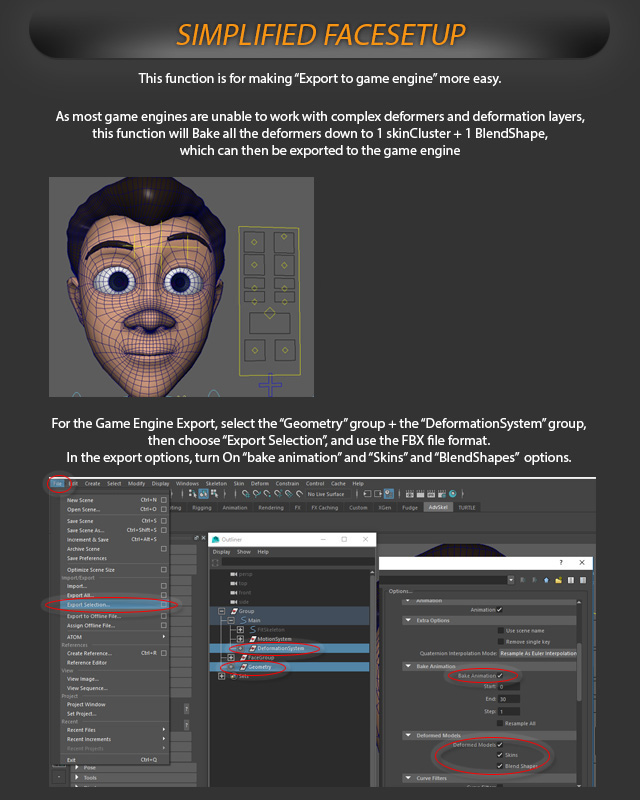 SIMPLIFIED FACESETUP
This function is for making "Export to game engine" more easy.
As most game engines are unable to work with complex deformers and deformation layers,
this function will Bake all the deformers down to 1 skinCluster + 1 BlendShape,
which can then be exported to the game engine
For the Game Engine Export, select the "Geometry" group + the "DeformationSystem" group,
then choose "Export Selection", and use the FBX file format.
In the export options, turn On "bake animation" and "Skins" and "BlendShapes" options.
File Edit Create Select Modify Display Windows Skeleton Skin Deform Constrain Control Cache Help
No Live Surface
Rigging Animation Rendering FX FX Caching Custom XGen Fudge AdvSkel TURTLE
New Scene Ctrl+N
Open Scene... Ctrl+O
Save Scene Ctrl+S
Save Scene As... Ctrl+Shift+S
Increment & Save Ctrl+Alt+S
Archive Scene
Save Preferences
Optimize Scene Size
Import/Export
Import...
Export All...
Export Selection...
Export to Offline File...
Assign Offline File...
ATOM
References
Create Reference... Ctrl+R
Reference Editor
View
View Image...
View Sequence...
Project
Project Window
Set Project...
Recent
Recent Files
Recent Increments
Recent Projects
Exit Ctrl+Q
Pose
Tools
Outliner
Display Show Help
persp
top
front
side
Group
Main
FitSkeleton
MotionSystem
DeformationSystem
FaceGroup
Geometry
Sets
Options...
Animation
Animation
Extra Options
Use scene name
Remove single key
Quaternion Interpolation Mode: Resample As Euler Interpolation
Bake Animation
Bake Animation
Start: 0
End: 30
Step: 1
Resample All
Deformed Models
Deformed Models
Skins
Blend Shapes
Curve Filters